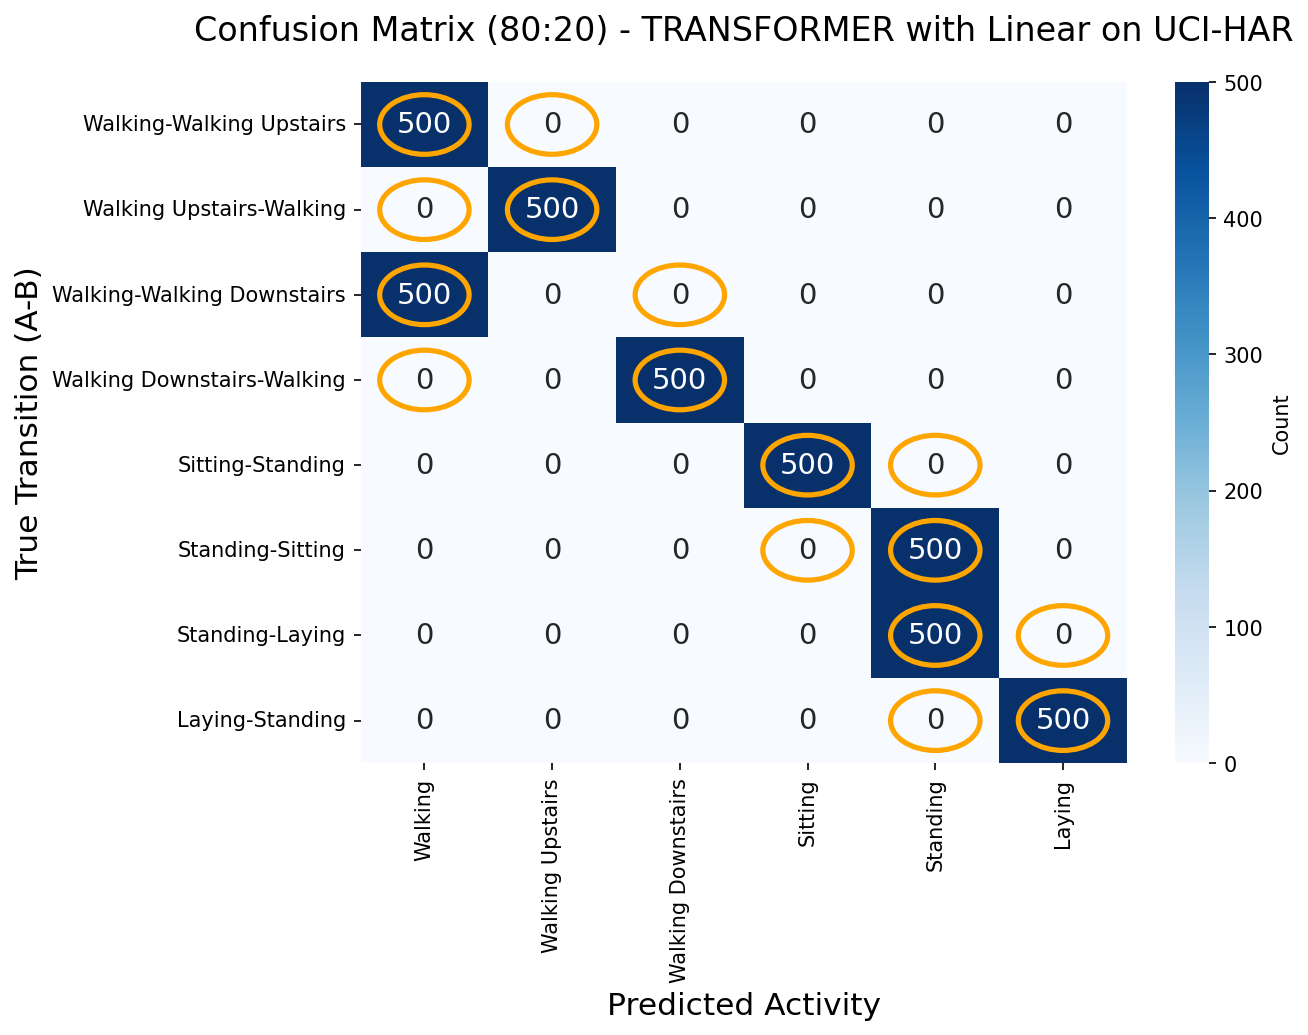 Confusion Matrix (80:20) - TRANSFORMER with Linear on UCI-HAR
True Transition (A-B)
Walking-Walking Upstairs 500 0 0 0 0 0
Walking Upstairs-Walking 0 500 0 0 0 0
Walking-Walking Downstairs 500 0 0 0 0 0
Walking Downstairs-Walking 0 0 500 0 0 0
Sitting-Standing 0 0 0 500 0 0
Standing-Sitting 0 0 0 0 500 0
Standing-Laying 0 0 0 0 500 0
Laying-Standing 0 0 0 0 0 500
Walking
Walking Upstairs
Walking Downstairs
Sitting
Standing
Laying
Predicted Activity
500
400
300
200
100
0
Count